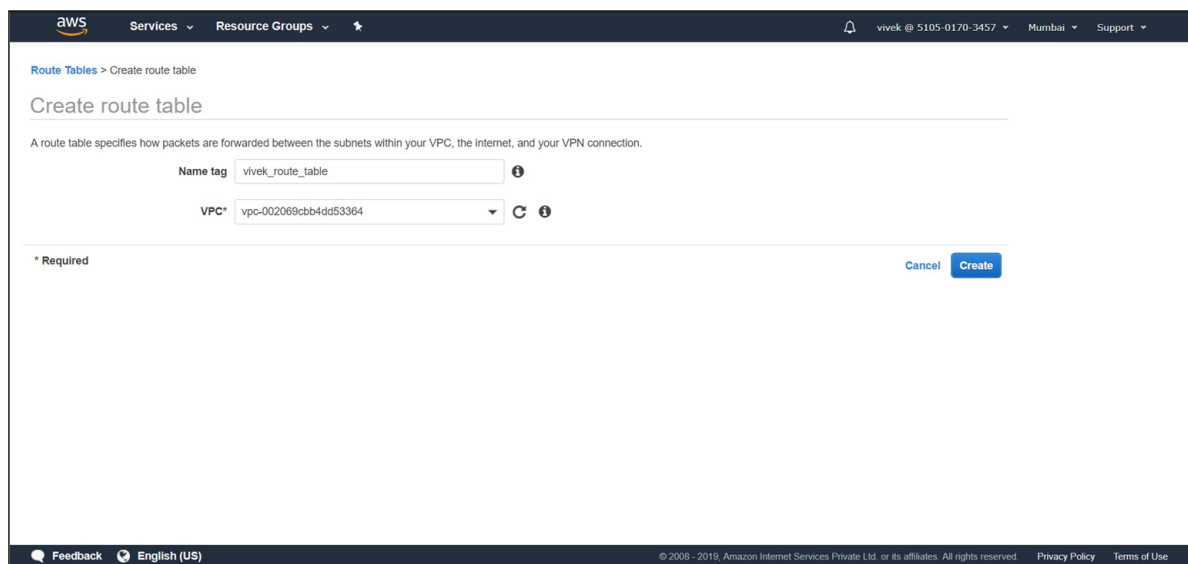 aws Services Resource Groups vivek @ 5105-0170-3457 Mumbai Support
Route Tables > Create route table
Create route table
A route table specifies how packets are forwarded between the subnets within your VPC, the internet, and your VPN connection.
Name tag vivek_route_table
VPC* vpc-002069cbb4dd53364
* Required Cancel Create
Feedback English (US) © 2008 - 2019, Amazon Internet Services Private Ltd. or its affiliates. All rights reserved. Privacy Policy Terms of Use